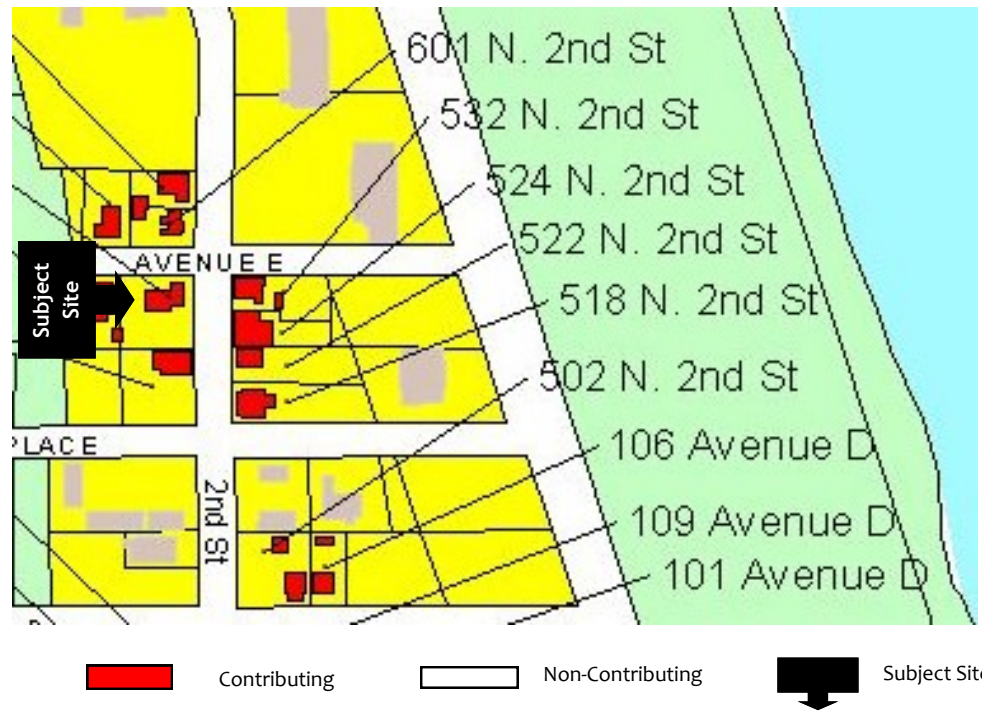 601 N. 2nd St
532 N. 2nd St
524 N. 2nd St
522 N. 2nd St
518 N. 2nd St
502 N. 2nd St
106 Avenue D
109 Avenue D
101 Avenue D
AVENUE E
Subject
Site
PLACE
2nd St
Contributing
Non-Contributing
Subject Site